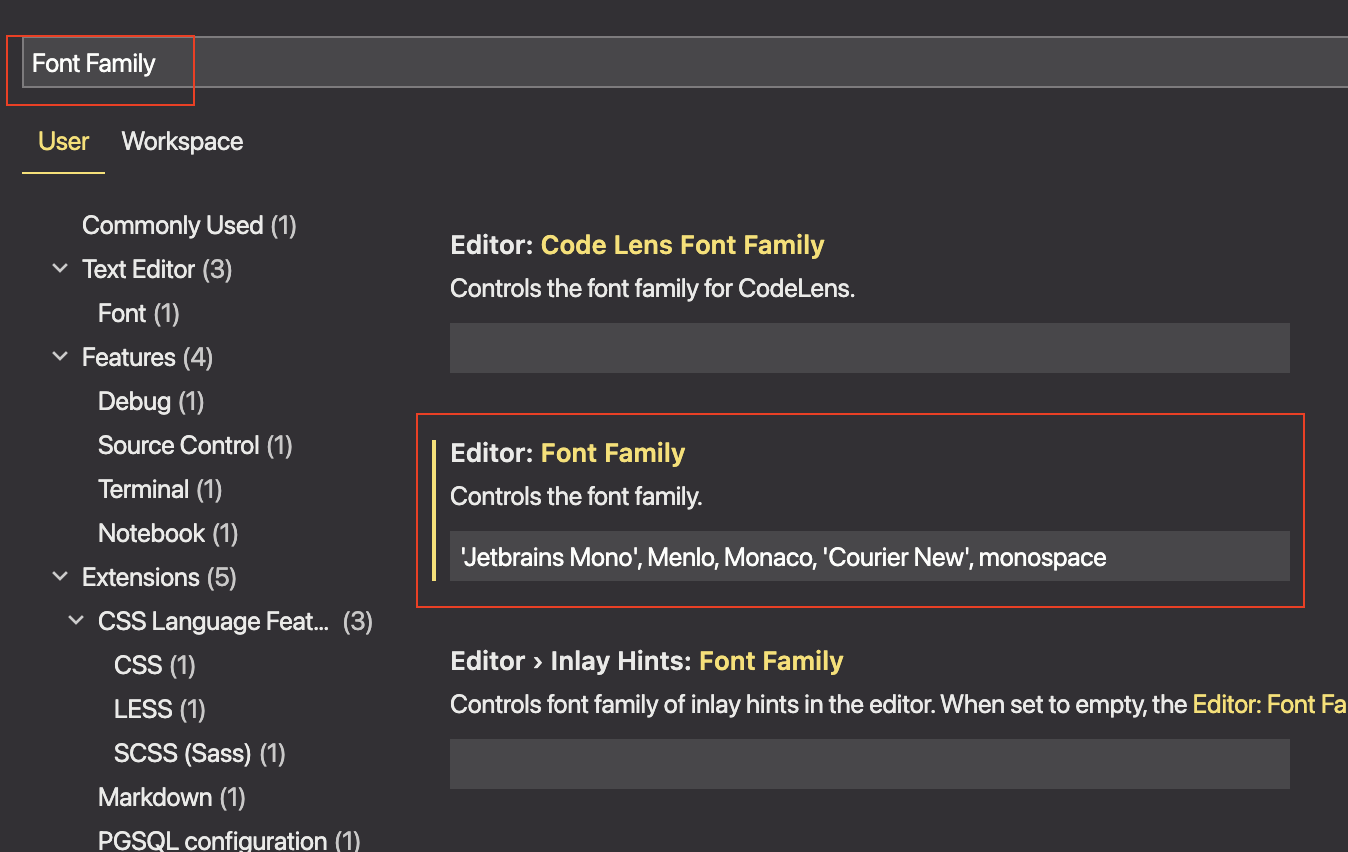 Font Family
User Workspace
Commonly Used (1)
Text Editor (3)
Font (1)
Features (4)
Debug (1)
Source Control (1)
Terminal (1)
Notebook (1)
Extensions (5)
CSS Language Feat... (3)
CSS (1)
LESS (1)
SCSS (Sass) (1)
Markdown (1)
PGSQL configuration (1)
Editor: Code Lens Font Family
Controls the font family for CodeLens.
Editor: Font Family
Controls the font family.
'Jetbrains Mono', Menlo, Monaco, 'Courier New', monospace
Editor › Inlay Hints: Font Family
Controls font family of inlay hints in the editor. When set to empty, the Editor: Font Fa